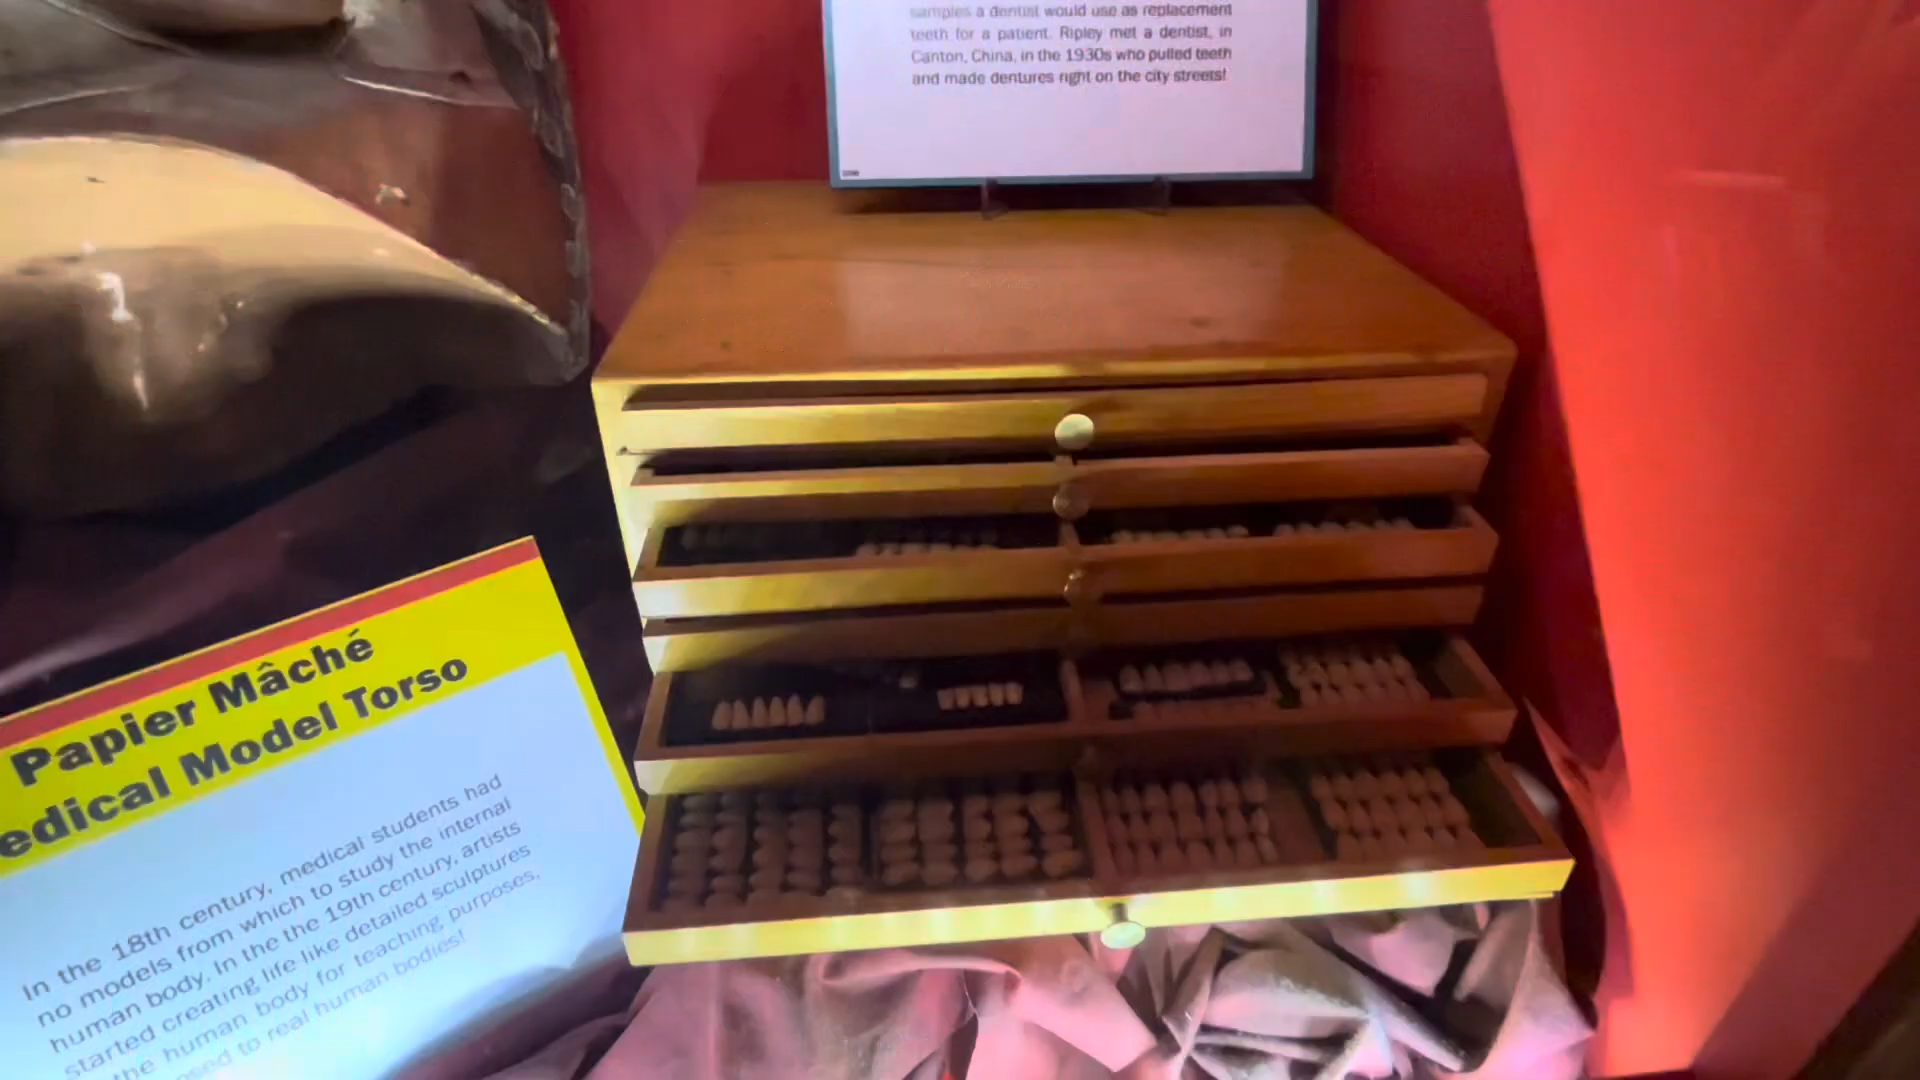 samples a dentist would use as replacement
teeth for a patient. Ripley met a dentist, in
Canton, China, in the 1930s who pulled teeth
and made dentures right on the city streets!
Papier Mâché
edical Model Torso
In the 18th century, medical students had
no models from which to study the internal
human body. In the the 19th century, artists
started creating life like detailed sculptures
the human body for teaching purposes,
osed to real human bodies!